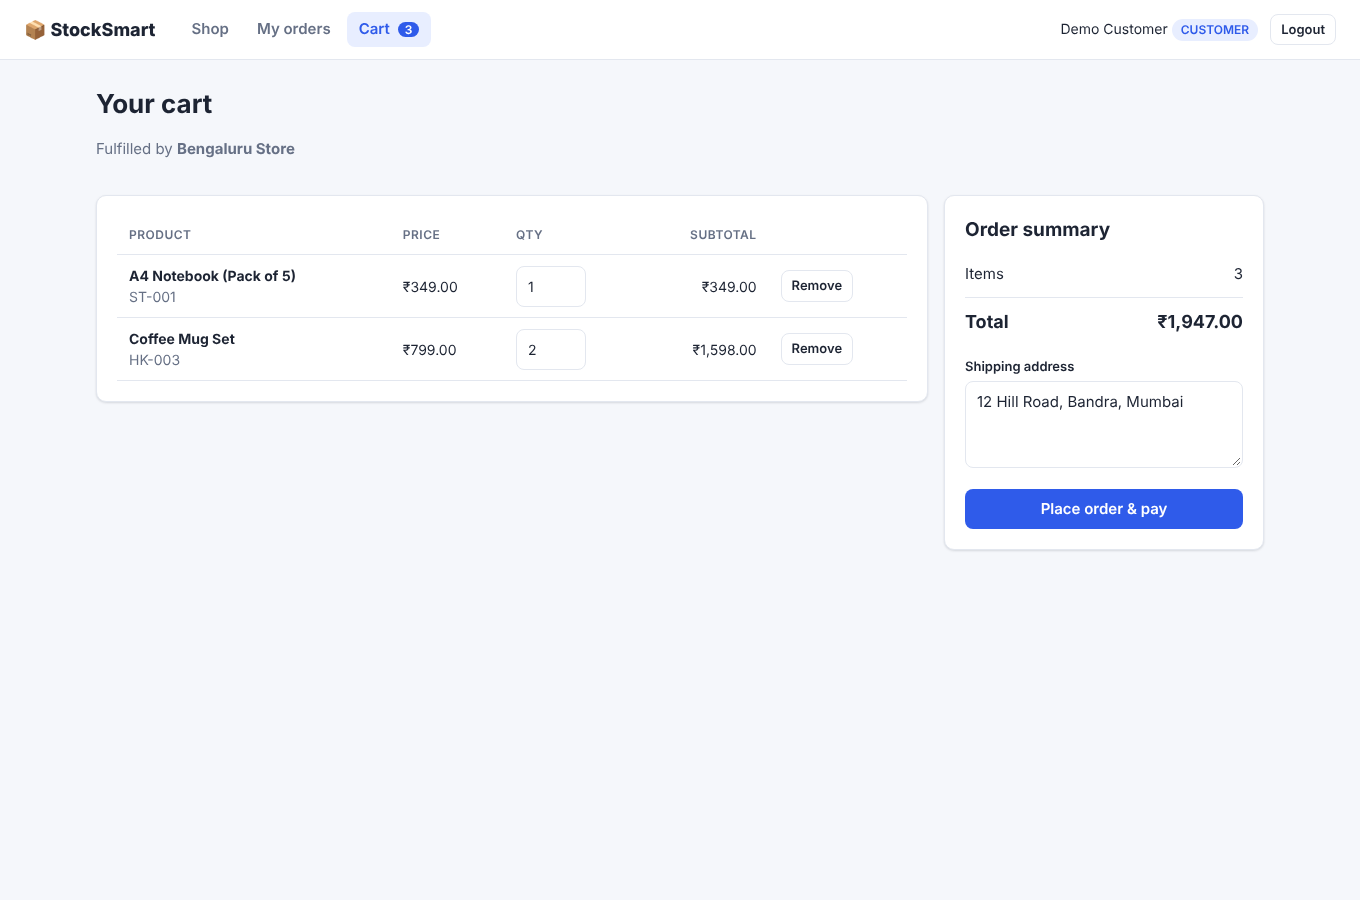 📦 StockSmart Shop My orders Cart 3 Demo Customer CUSTOMER Logout
Your cart
Fulfilled by Bengaluru Store
PRODUCT PRICE QTY SUBTOTAL
A4 Notebook (Pack of 5)
ST-001
₹349.00 1 ₹349.00 Remove
Coffee Mug Set
HK-003
₹799.00 2 ₹1,598.00 Remove
Order summary
Items 3
Total ₹1,947.00
Shipping address
12 Hill Road, Bandra, Mumbai
Place order & pay